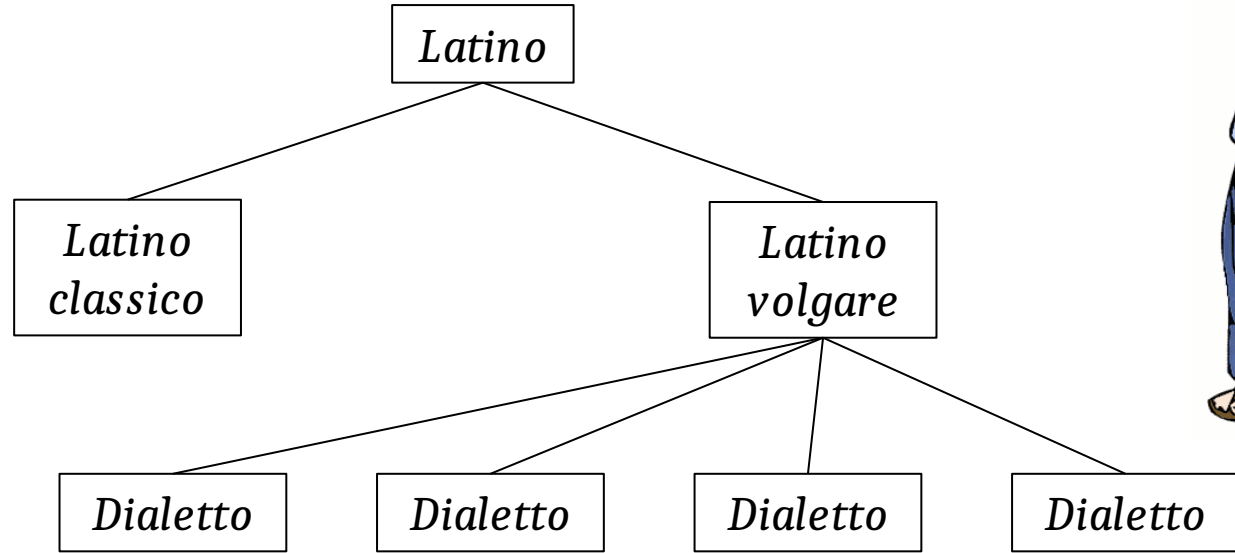 Latino
Latino
classico
Latino
volgare
Dialetto
Dialetto
Dialetto
Dialetto